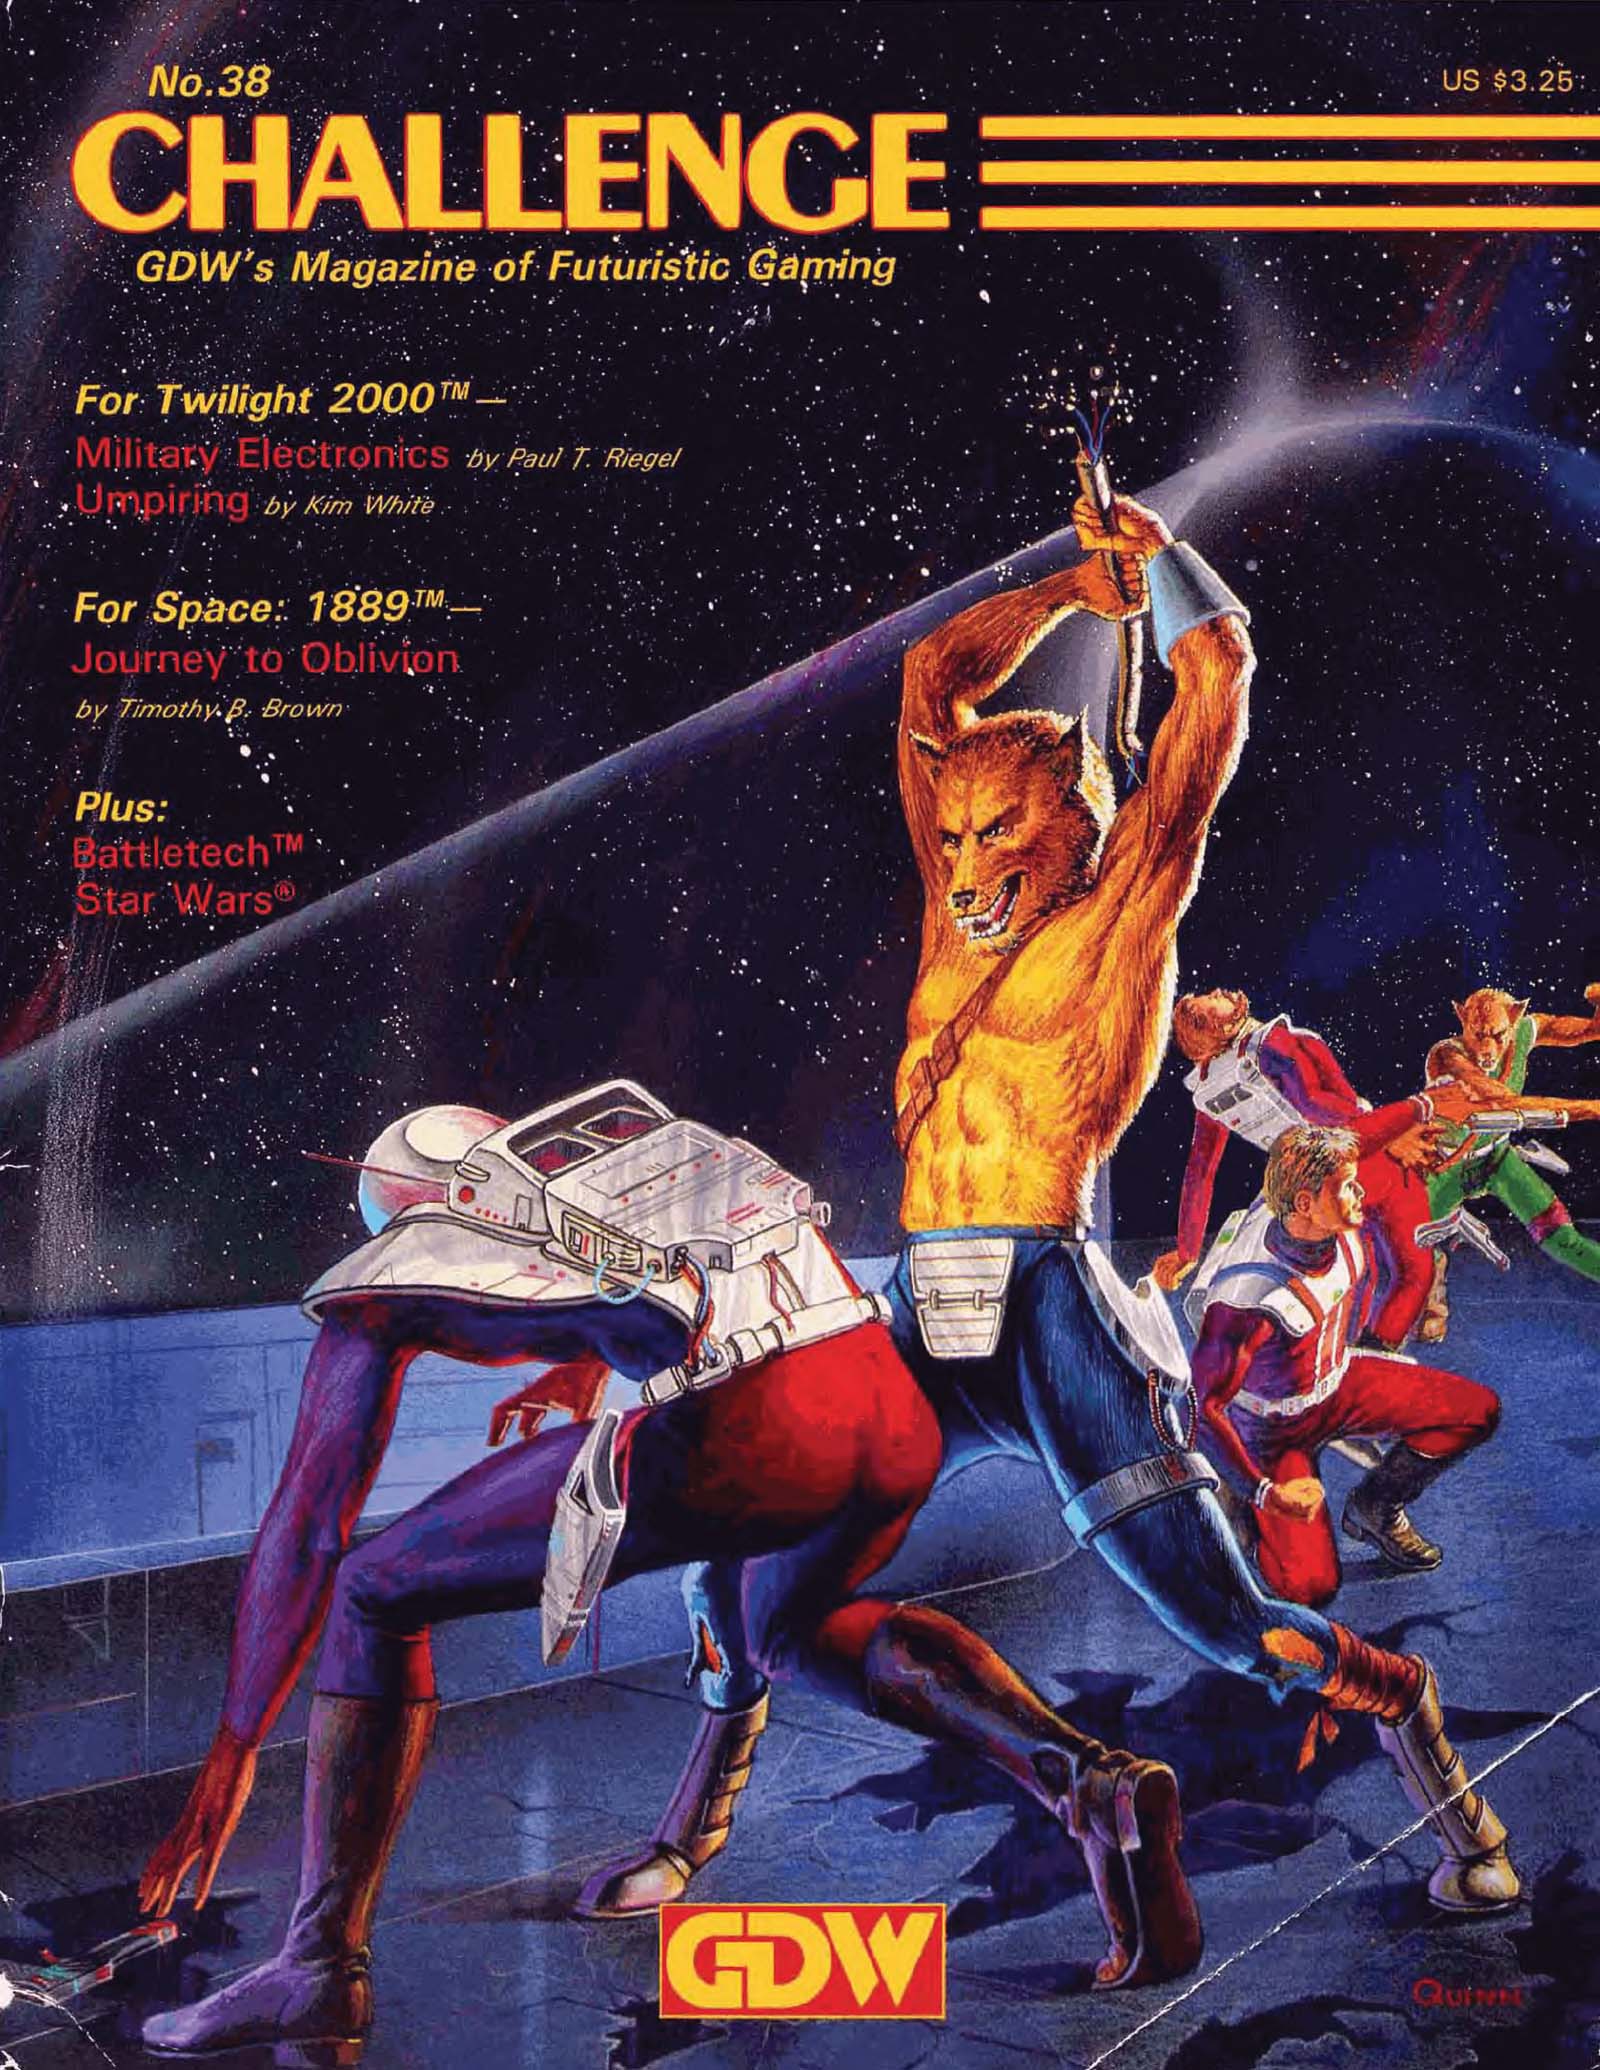 No.38
US $3.25
CHALLENGE
GDW's Magazine of Futuristic Gaming
For Twilight 2000™—
Military Electronics by Paul T. Riegel
Umpiring by Kim White
For Space: 1889™—
Journey to Oblivion
by Timothy B. Brown
Plus:
Battletech™
Star Wars®
GDW
QUINN